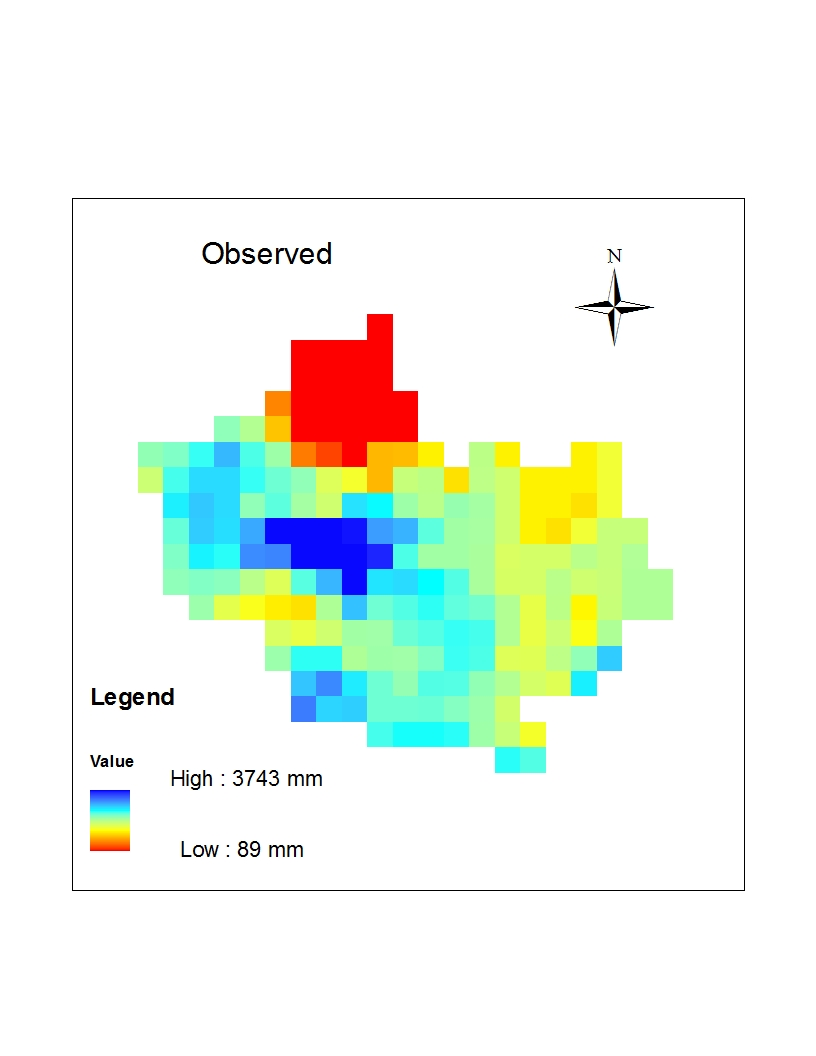 Observed
N
Legend
Value
High : 3743 mm
Low : 89 mm